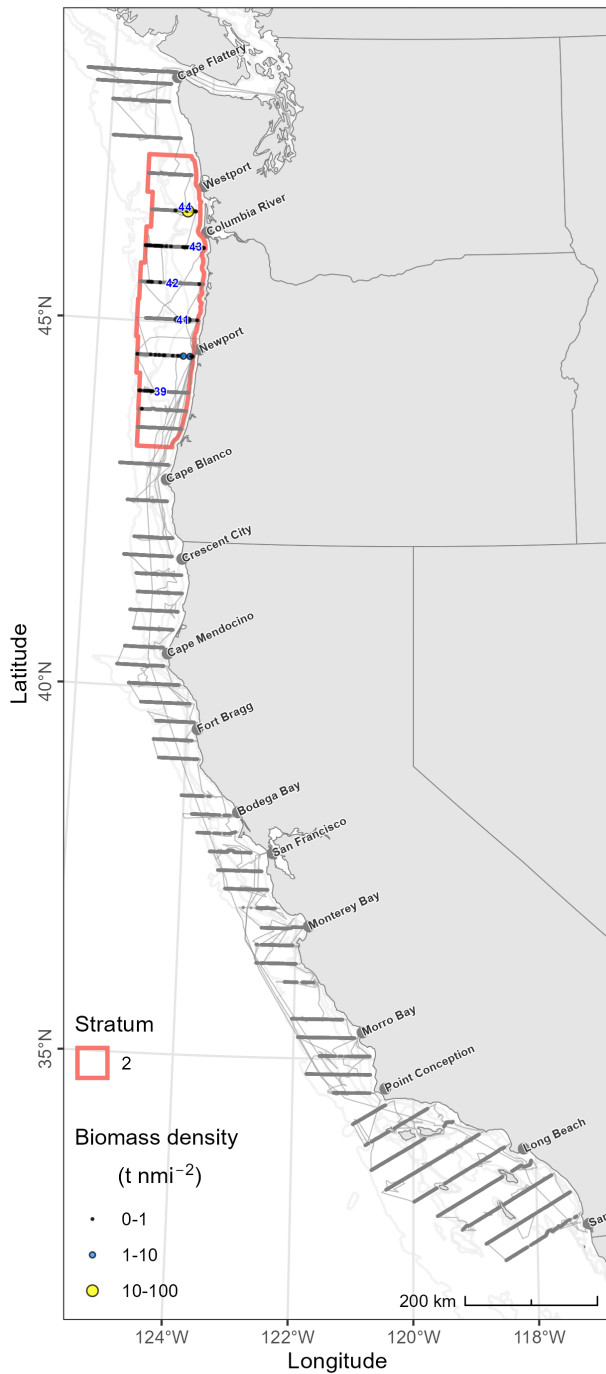 Cape Flattery
Westport
44
Columbia River
43
42
45°N
41
Newport
39
Cape Blanco
Crescent City
Latitude
Cape Mendocino
40°N
Fort Bragg
Bodega Bay
San Francisco
Monterey Bay
Stratum
Morro Bay
35°N
2
Point Conception
Biomass density
(t nmi⁻²)
Long Beach
0-1
San
1-10
10-100
200 km
124°W 122°W 120°W 118°W
Longitude